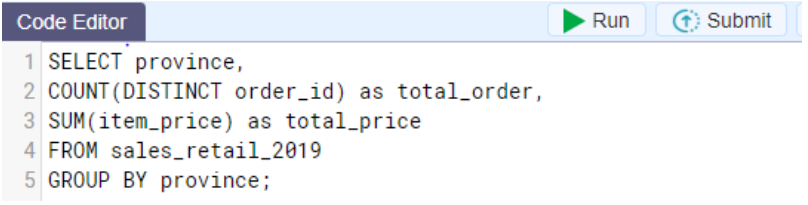 Code Editor
Run
Submit
1 SELECT province,
2 COUNT(DISTINCT order_id) as total_order,
3 SUM(item_price) as total_price
4 FROM sales_retail_2019
5 GROUP BY province;